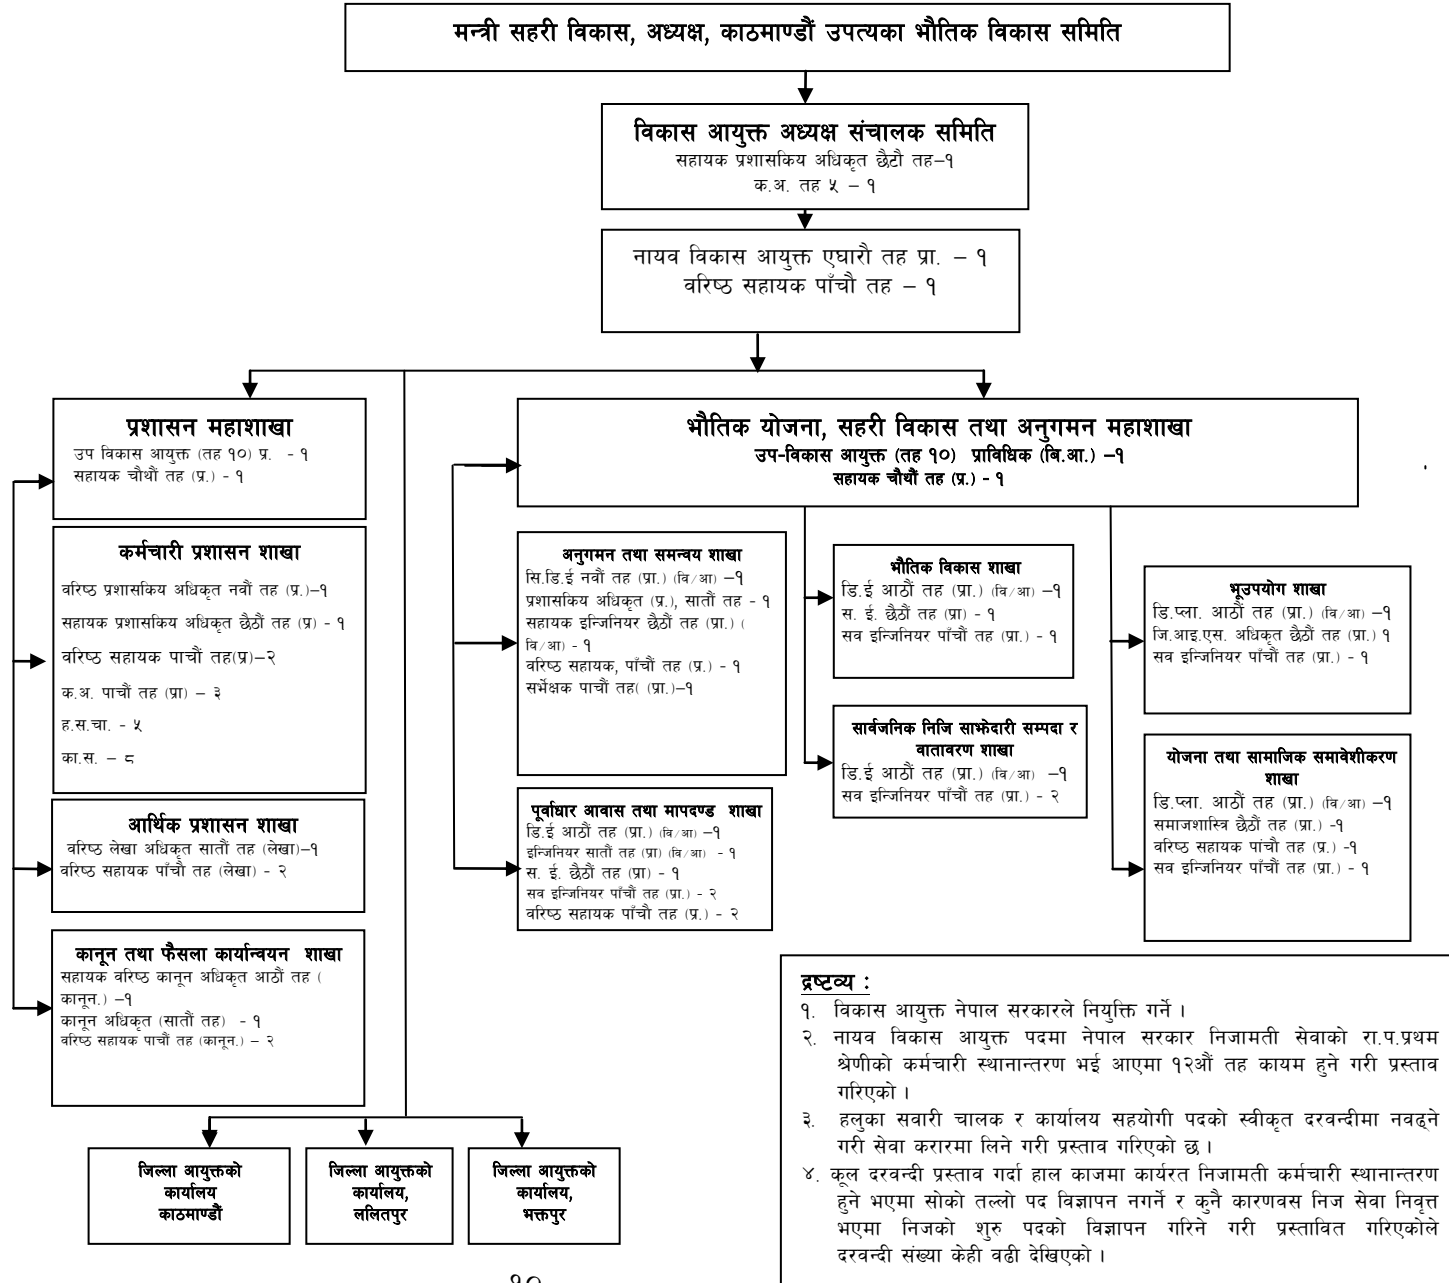 मन्त्री सहरी विकास, अध्यक्ष, काठमाण्डौं उपत्यका भौतिक विकास समिति
विकास आयुक्त अध्यक्ष संचालक समिति
सहायक प्रशासकिय अधिकृत छैटौ तह–१
क.अ. तह ५ – १
नायव विकास आयुक्त एघारौ तह प्रा. – १
वरिष्ठ सहायक पाँचौ तह – १
प्रशासन महाशाखा
उप विकास आयुक्त (तह १०) प्र. - १
सहायक चौथौं तह (प्र.) - १
कर्मचारी प्रशासन शाखा
वरिष्ठ प्रशासकिय अधिकृत नवौं तह (प्र.)–१
सहायक प्रशासकिय अधिकृत छैठौं तह (प्र) - १
वरिष्ठ सहायक पाचौं तह(प्र)–२
क.अ. पाचौं तह (प्रा) – ३
ह.स.चा. - ५
का.स. – ८
आर्थिक प्रशासन शाखा
वरिष्ठ लेखा अधिकृत सातौं तह (लेखा)–१
वरिष्ठ सहायक पाँचौ तह (लेखा) - २
कानून तथा फैसला कार्यान्वयन शाखा
सहायक वरिष्ठ कानून अधिकृत आठौं तह (
कानून.) –१
कानून अधिकृत (सातौं तह) - १
वरिष्ठ सहायक पाचौं तह (कानून.) – २
भौतिक योजना, सहरी विकास तथा अनुगमन महाशाखा
उप-विकास आयुक्त (तह १०) प्राविधिक (बि.आ.) –१
सहायक चौथौं तह (प्र.) - १
अनुगमन तथा समन्वय शाखा
सि.डि.ई नवौं तह (प्रा.) (वि/आ) –१
प्रशासकिय अधिकृत (प्र.), सातौं तह - १
सहायक इन्जिनियर छैठौं तह (प्रा.) (
वि/आ) - १
वरिष्ठ सहायक, पाँचौं तह (प्र.) - १
सर्भेक्षक पाचौं तह( (प्रा.)–१
पूर्वाधार आवास तथा मापदण्ड शाखा
डि.ई आठौं तह (प्रा.) (वि/आ) –१
इन्जिनियर सातौं तह (प्रा) (वि/आ) - १
स. ई. छैठौं तह (प्रा) - १
सव इन्जिनियर पाँचौं तह (प्रा.) - २
वरिष्ठ सहायक पाँचौ तह (प्र.) - २
भौतिक विकास शाखा
डि.ई आठौं तह (प्रा.) (वि/आ) –१
स. ई. छैठौं तह (प्रा) - १
सव इन्जिनियर पाँचौं तह (प्रा.) - १
सार्वजनिक निजि साझेदारी सम्पदा र
वातावरण शाखा
डि.ई आठौं तह (प्रा.) (वि/आ) –१
सव इन्जिनियर पाँचौं तह (प्रा.) - २
भूउपयोग शाखा
डि.प्ला. आठौं तह (प्रा.) (वि/आ) –१
जि.आइ.एस. अधिकृत छैठौं तह (प्रा.) १
सव इन्जिनियर पाँचौं तह (प्रा.) - १
योजना तथा सामाजिक समावेशीकरण
शाखा
डि.प्ला. आठौं तह (प्रा.) (वि/आ) –१
समाजशास्त्रि छैठौं तह (प्रा.) -१
वरिष्ठ सहायक पांचौ तह (प्र.) -१
सव इन्जिनियर पाँचौं तह (प्रा.) - १
जिल्ला आयुक्तको
कार्यालय
काठमाण्डौं
जिल्ला आयुक्तको
कार्यालय,
ललितपुर
जिल्ला आयुक्तको
कार्यालय,
भक्तपुर
द्रष्टव्य :
१. विकास आयुक्त नेपाल सरकारले नियुक्ति गर्ने ।
२. नायव विकास आयुक्त पदमा नेपाल सरकार निजामती सेवाको रा.प.प्रथम
श्रेणीको कर्मचारी स्थानान्तरण भई आएमा १२औं तह कायम हुने गरी प्रस्ताव
गरिएको ।
३. हलुका सवारी चालक र कार्यालय सहयोगी पदको स्वीकृत दरवन्दीमा नवढ्ने
गरी सेवा करारमा लिने गरी प्रस्ताव गरिएको छ ।
४. कूल दरवन्दी प्रस्ताव गर्दा हाल काजमा कार्यरत निजामती कर्मचारी स्थानान्तरण
हुने भएमा सोको तल्लो पद विज्ञापन नगर्ने र कुनै कारणवस निज सेवा निवृत्त
भएमा निजको शुरु पदको विज्ञापन गरिने गरी प्रस्तावित गरिएकोले
दरवन्दी संख्या केही वढी देखिएको ।